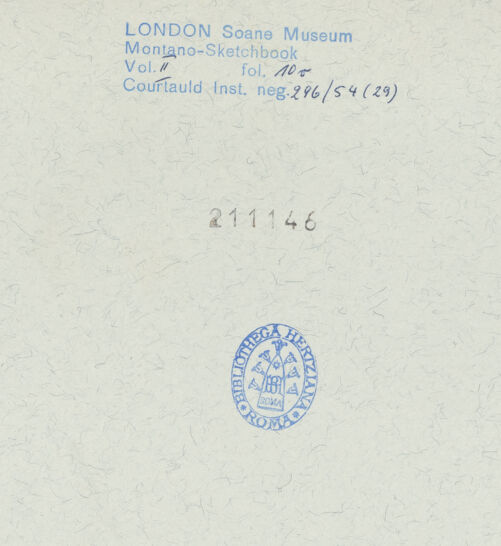 LONDON Soane Museum
Montano-Sketchbook
Vol. II fol. 10v
Courtauld Inst. neg. 296/54 (29)
211146
BIBLIOTHECA HERTZIANA
ROMA